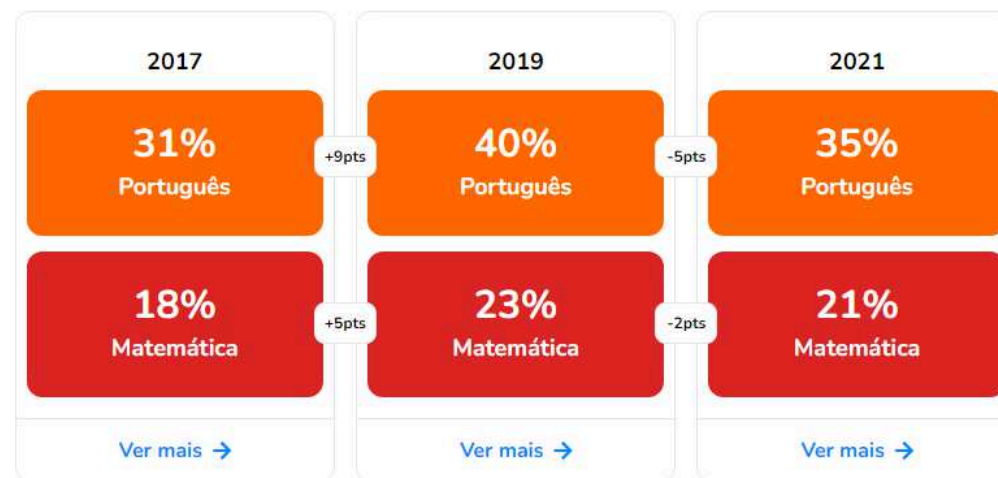 2017
31%
Português
18%
Matemática
Ver mais →
+9pts
+5pts
2019
40%
Português
23%
Matemática
Ver mais →
-5pts
-2pts
2021
35%
Português
21%
Matemática
Ver mais →